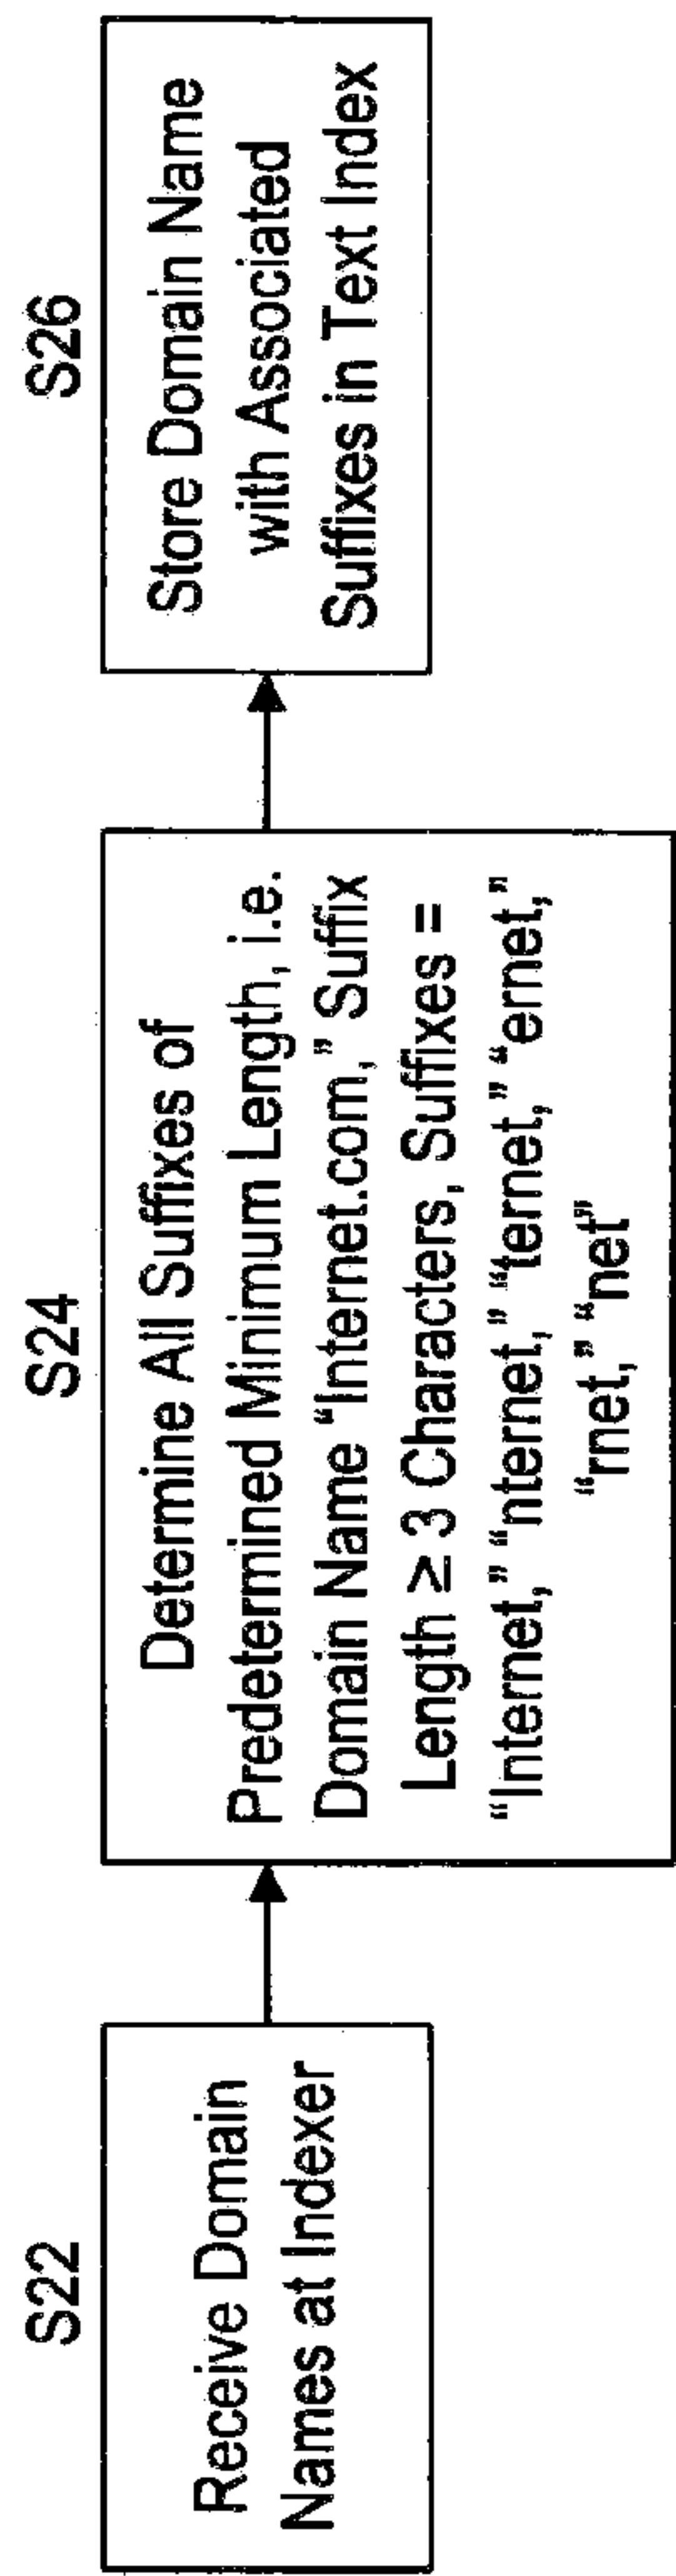 S22
Receive Domain
Names at Indexer
S24
Determine All Suffixes of
Predetermined Minimum Length, i.e.
Domain Name “Internet.com,” Suffix
Length ≥ 3 Characters, Suffixes =
“Internet,” “nternet,” “ternet,” “ernet,”
“rnet,” “net”
S26
Store Domain Name
with Associated
Suffixes in Text Index